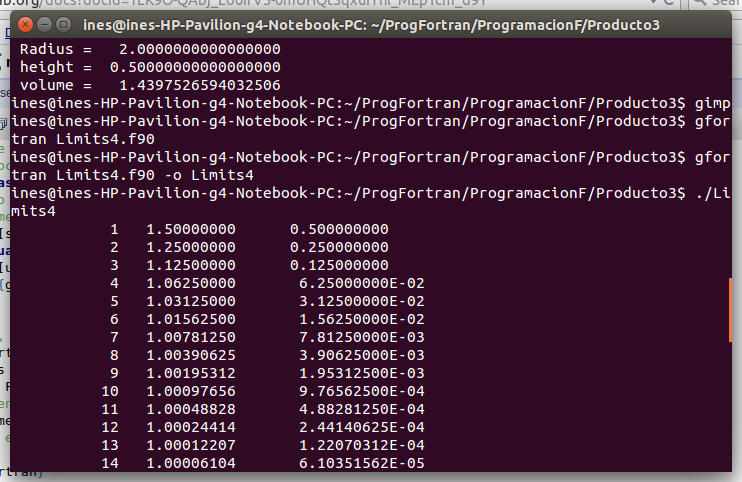 ines@ines-HP-Pavilion-g4-Notebook-PC: ~/ProgFortran/ProgramacionF/Producto3
Radius =   2.0000000000000000
height =  0.50000000000000000
volume =   1.4397526594032506
ines@ines-HP-Pavilion-g4-Notebook-PC:~/ProgFortran/ProgramacionF/Producto3$ gimp
ines@ines-HP-Pavilion-g4-Notebook-PC:~/ProgFortran/ProgramacionF/Producto3$ gfor
tran Limits4.f90
ines@ines-HP-Pavilion-g4-Notebook-PC:~/ProgFortran/ProgramacionF/Producto3$ gfor
tran Limits4.f90 -o Limits4
ines@ines-HP-Pavilion-g4-Notebook-PC:~/ProgFortran/ProgramacionF/Producto3$ ./Li
mits4
1   1.50000000      0.500000000
2   1.25000000      0.250000000
3   1.12500000      0.125000000
4   1.06250000       6.25000000E-02
5   1.03125000       3.12500000E-02
6   1.01562500       1.56250000E-02
7   1.00781250       7.81250000E-03
8   1.00390625       3.90625000E-03
9   1.00195312       1.95312500E-03
10   1.00097656       9.76562500E-04
11   1.00048828       4.88281250E-04
12   1.00024414       2.44140625E-04
13   1.00012207       1.22070312E-04
14   1.00006104       6.10351562E-05